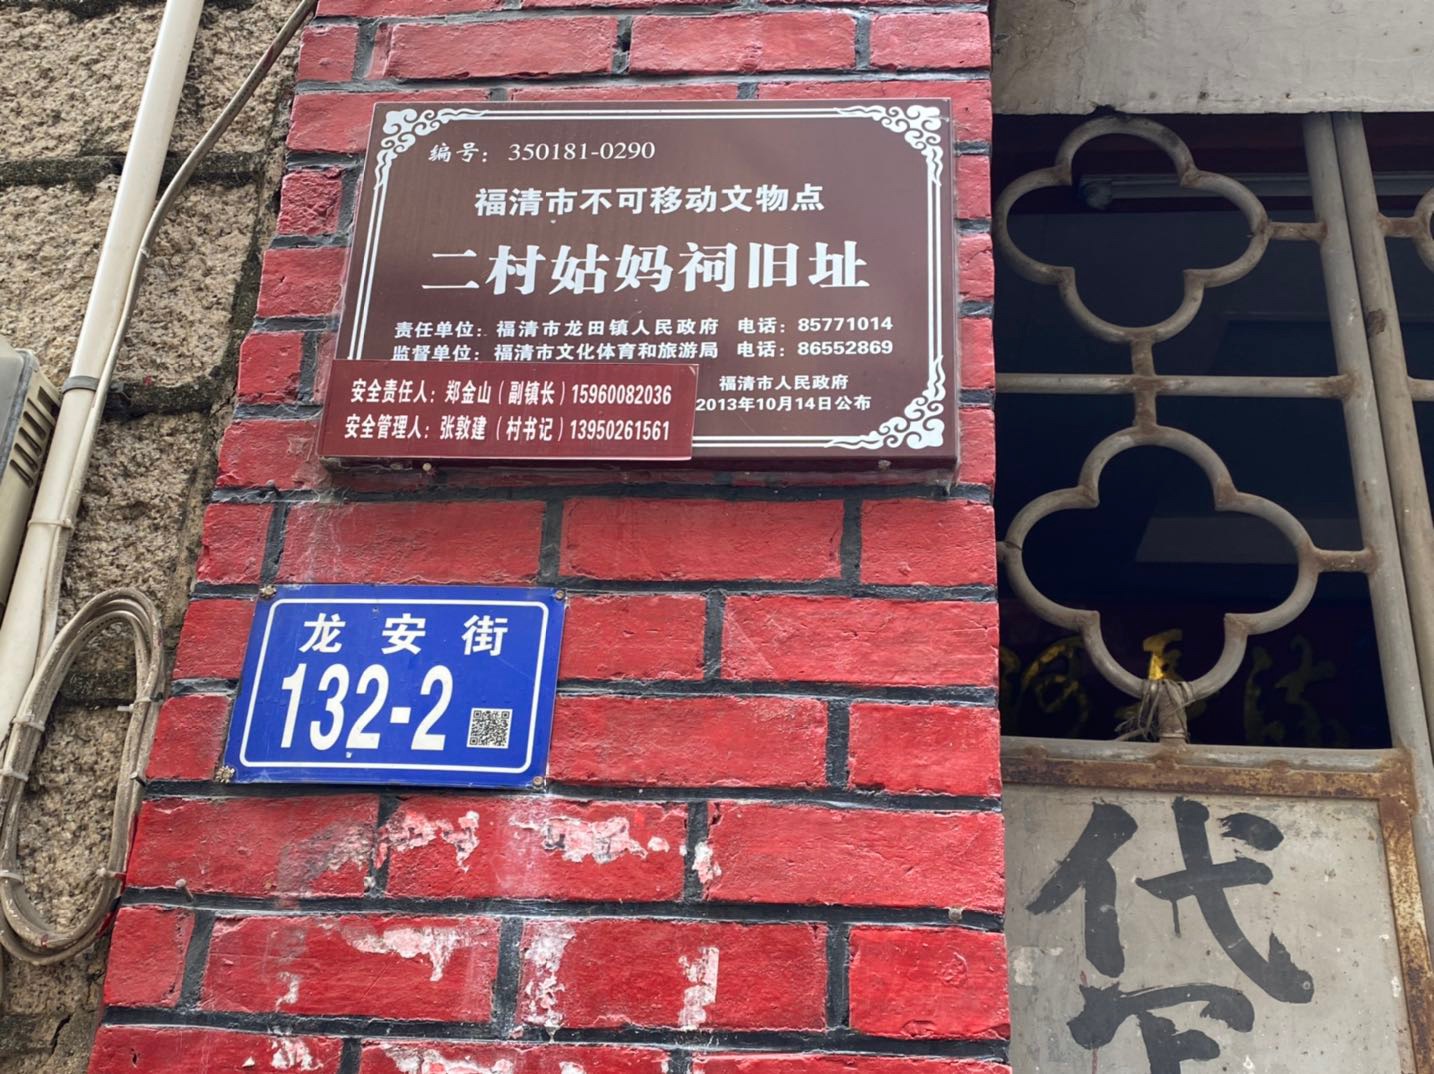 编号：350181-0290
福清市不可移动文物点
二村姑妈祠旧址
责任单位：福清市龙田镇人民政府 电话：85771014
监督单位：福清市文化体育和旅游局 电话：86552869
福清市人民政府
2013年10月14日公布
安全责任人：郑金山（副镇长）15960082036
安全管理人：张敦建（村书记）13950261561
龙安街
132-2
代
写